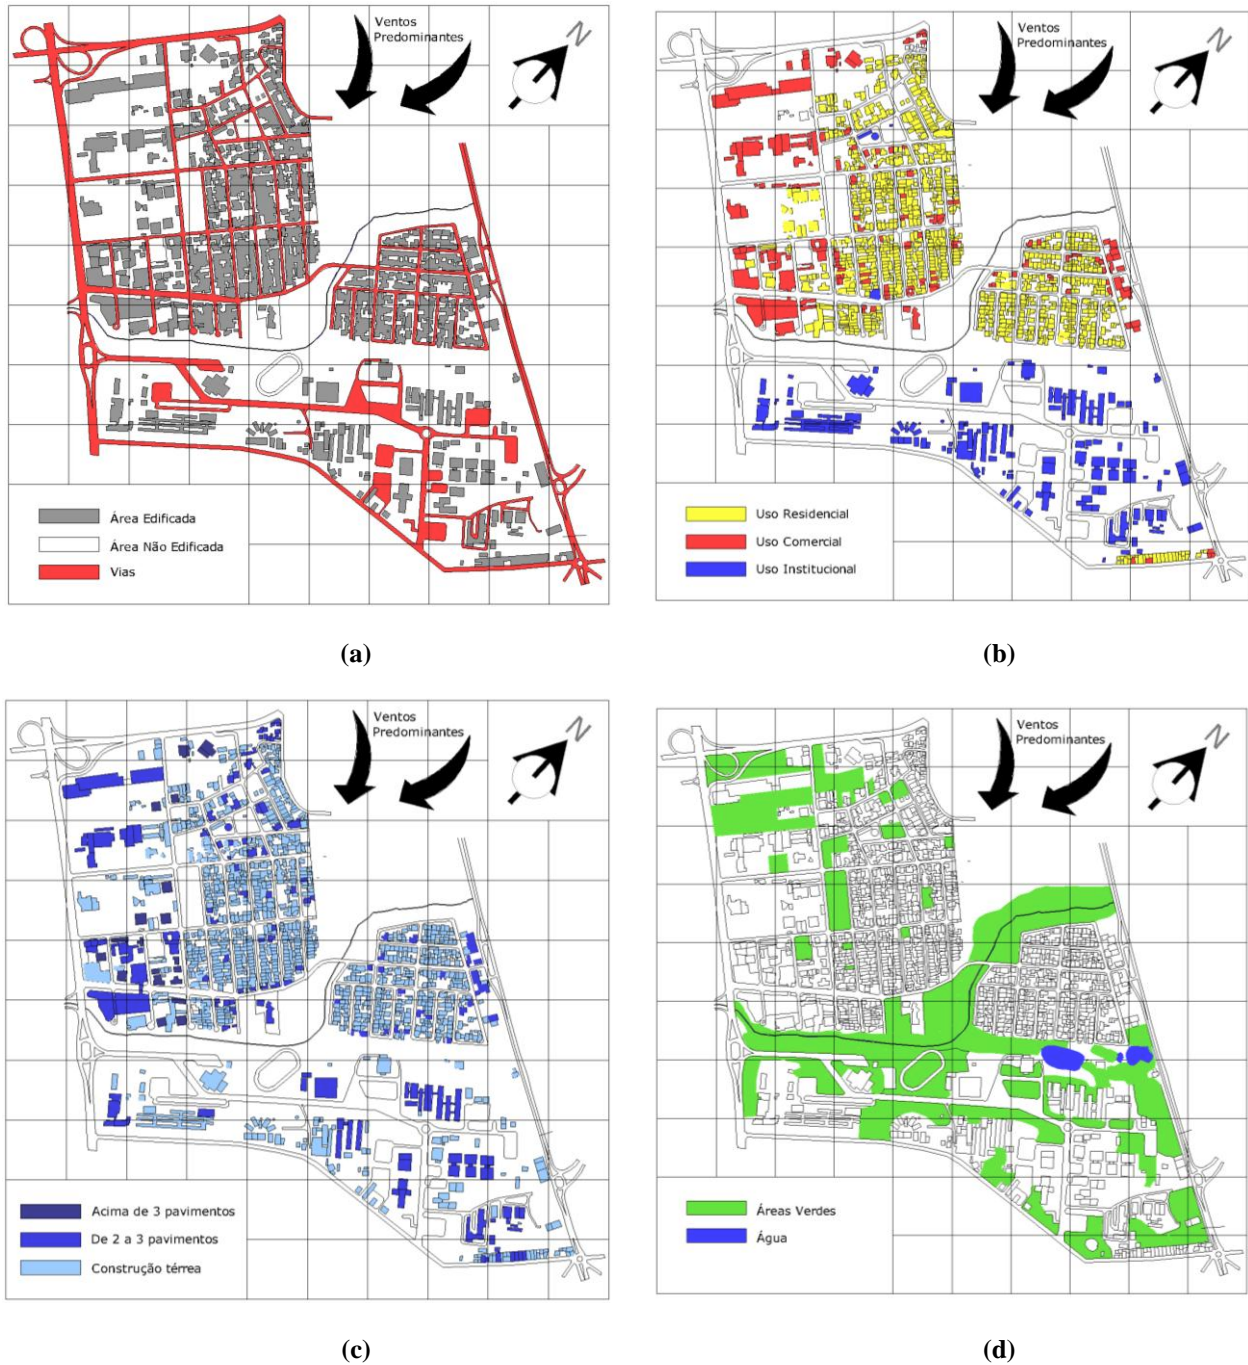 Ventos
Predominantes
N
Área Edificada
Área Não Edificada
Vias
(a)
Ventos
Predominantes
N
Uso Residencial
Uso Comercial
Uso Institucional
(b)
Ventos
Predominantes
N
Acima de 3 pavimentos
De 2 a 3 pavimentos
Construção térrea
(c)
Ventos
Predominantes
N
Áreas Verdes
Água
(d)